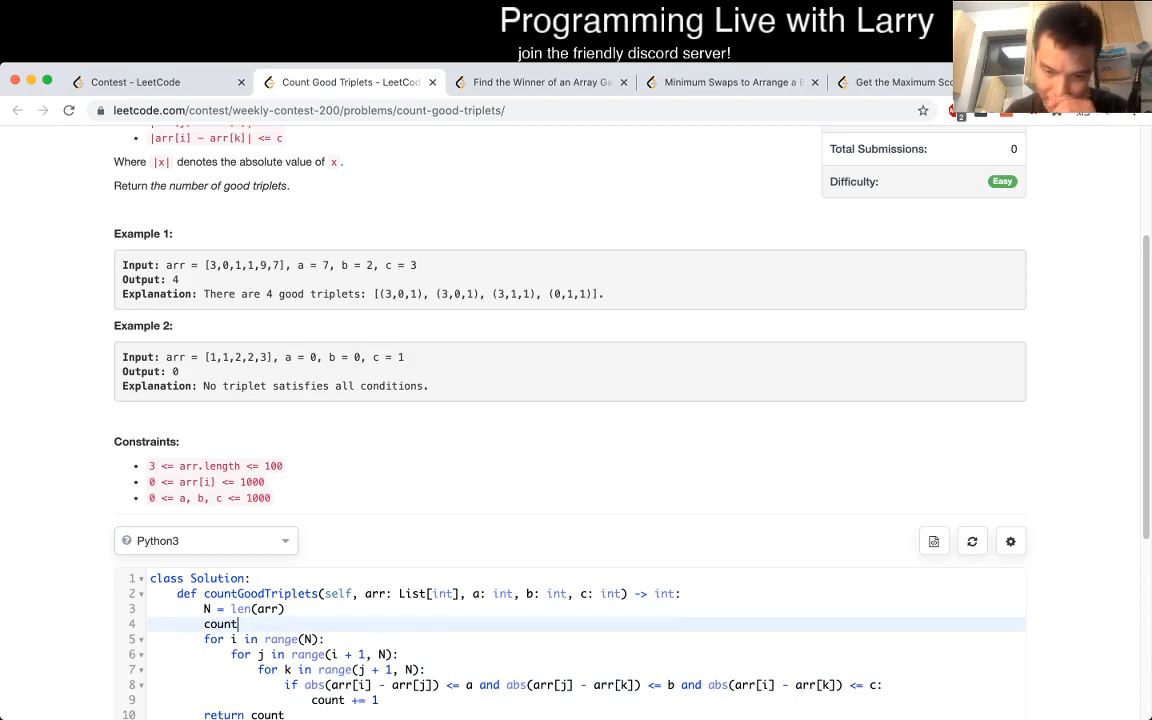 Programming Live with Larry
join the friendly discord server!
Contest - LeetCode
Count Good Triplets - LeetCod
Find the Winner of an Array Ga
Minimum Swaps to Arrange a B
Get the Maximum Sco
leetcode.com/contest/weekly-contest-200/problems/count-good-triplets/
2
|arr[i] - arr[k]| <= c
Where |x| denotes the absolute value of x.
Return the number of good triplets.
Total Submissions: 0
Difficulty: Easy
Example 1:
Input: arr = [3,0,1,1,9,7], a = 7, b = 2, c = 3
Output: 4
Explanation: There are 4 good triplets: [(3,0,1), (3,0,1), (3,1,1), (0,1,1)].
Example 2:
Input: arr = [1,1,2,2,3], a = 0, b = 0, c = 1
Output: 0
Explanation: No triplet satisfies all conditions.
Constraints:
3 <= arr.length <= 100
0 <= arr[i] <= 1000
0 <= a, b, c <= 1000
Python3
1 class Solution:
2 def countGoodTriplets(self, arr: List[int], a: int, b: int, c: int) -> int:
3 N = len(arr)
4 count
5 for i in range(N):
6 for j in range(i + 1, N):
7 for k in range(j + 1, N):
8 if abs(arr[i] - arr[j]) <= a and abs(arr[j] - arr[k]) <= b and abs(arr[i] - arr[k]) <= c:
9 count += 1
10 return count